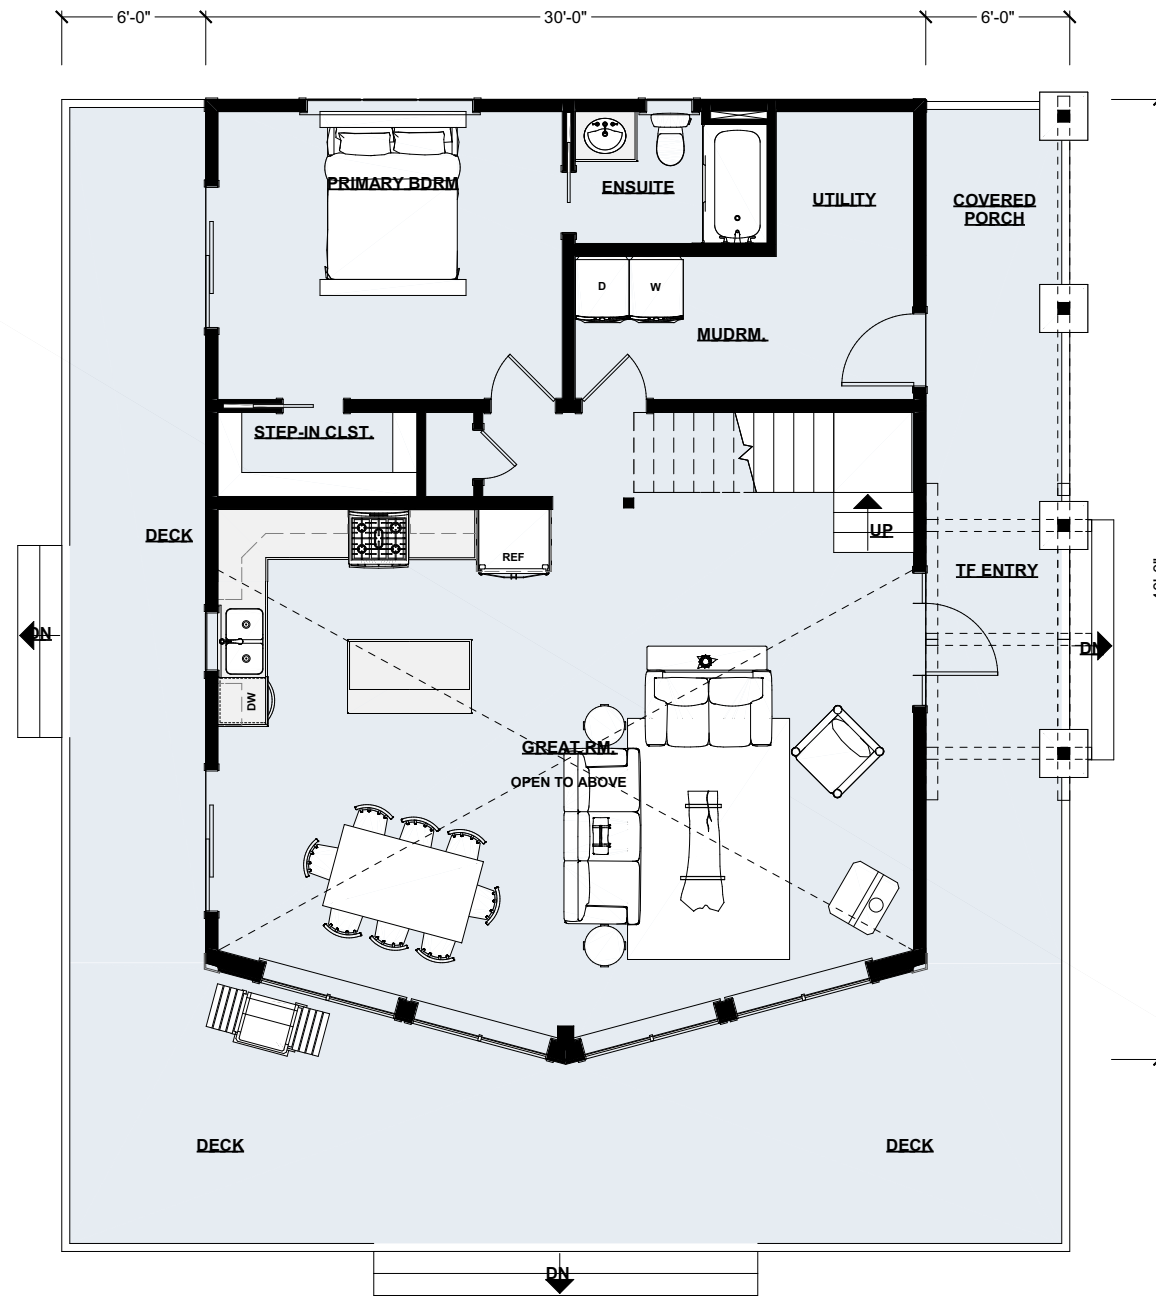 6'-0"
30'-0"
6'-0"
PRIMARY BDRM
ENSUITE
UTILITY
COVERED
PORCH
D
W
MUDRM.
STEP-IN CLST.
DECK
UP
REF
TF ENTRY
DN
DN
DW
GREAT RM.
OPEN TO ABOVE
DECK
DECK
DN